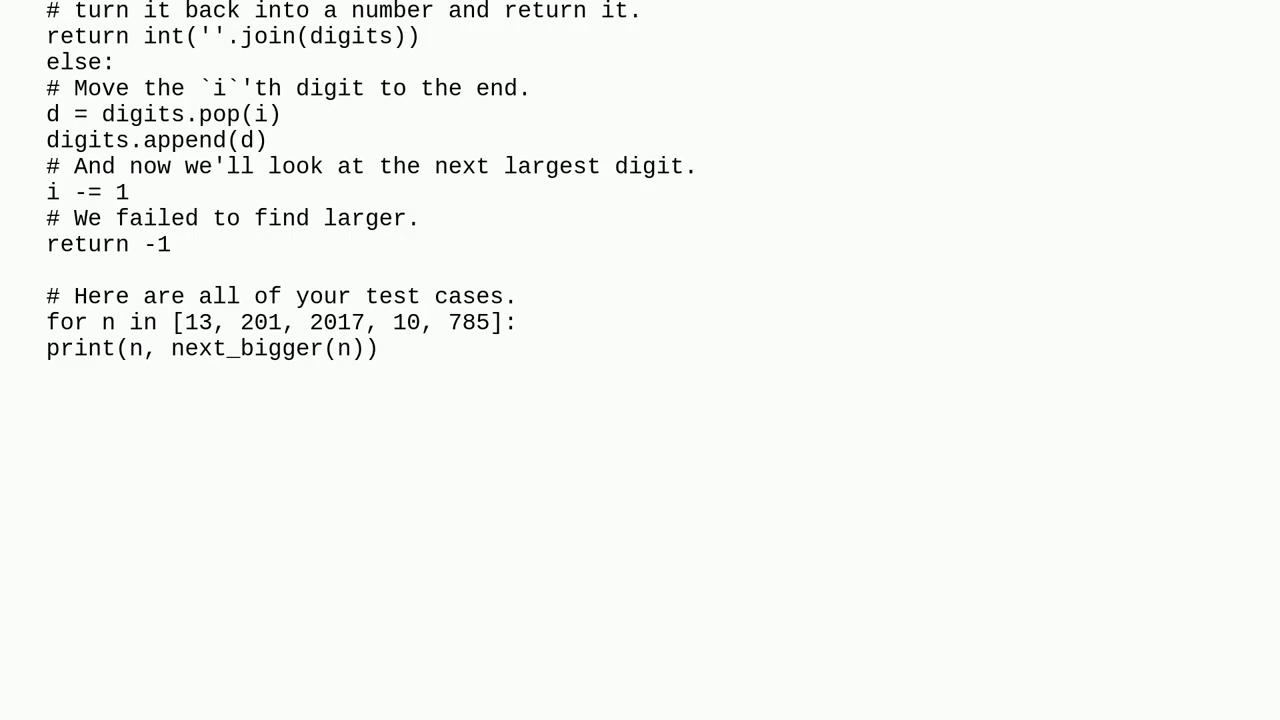 # turn it back into a number and return it.
return int(''.join(digits))
else:
# Move the `i`'th digit to the end.
d = digits.pop(i)
digits.append(d)
# And now we'll look at the next largest digit.
i -= 1
# We failed to find larger.
return -1

# Here are all of your test cases.
for n in [13, 201, 2017, 10, 785]:
print(n, next_bigger(n))